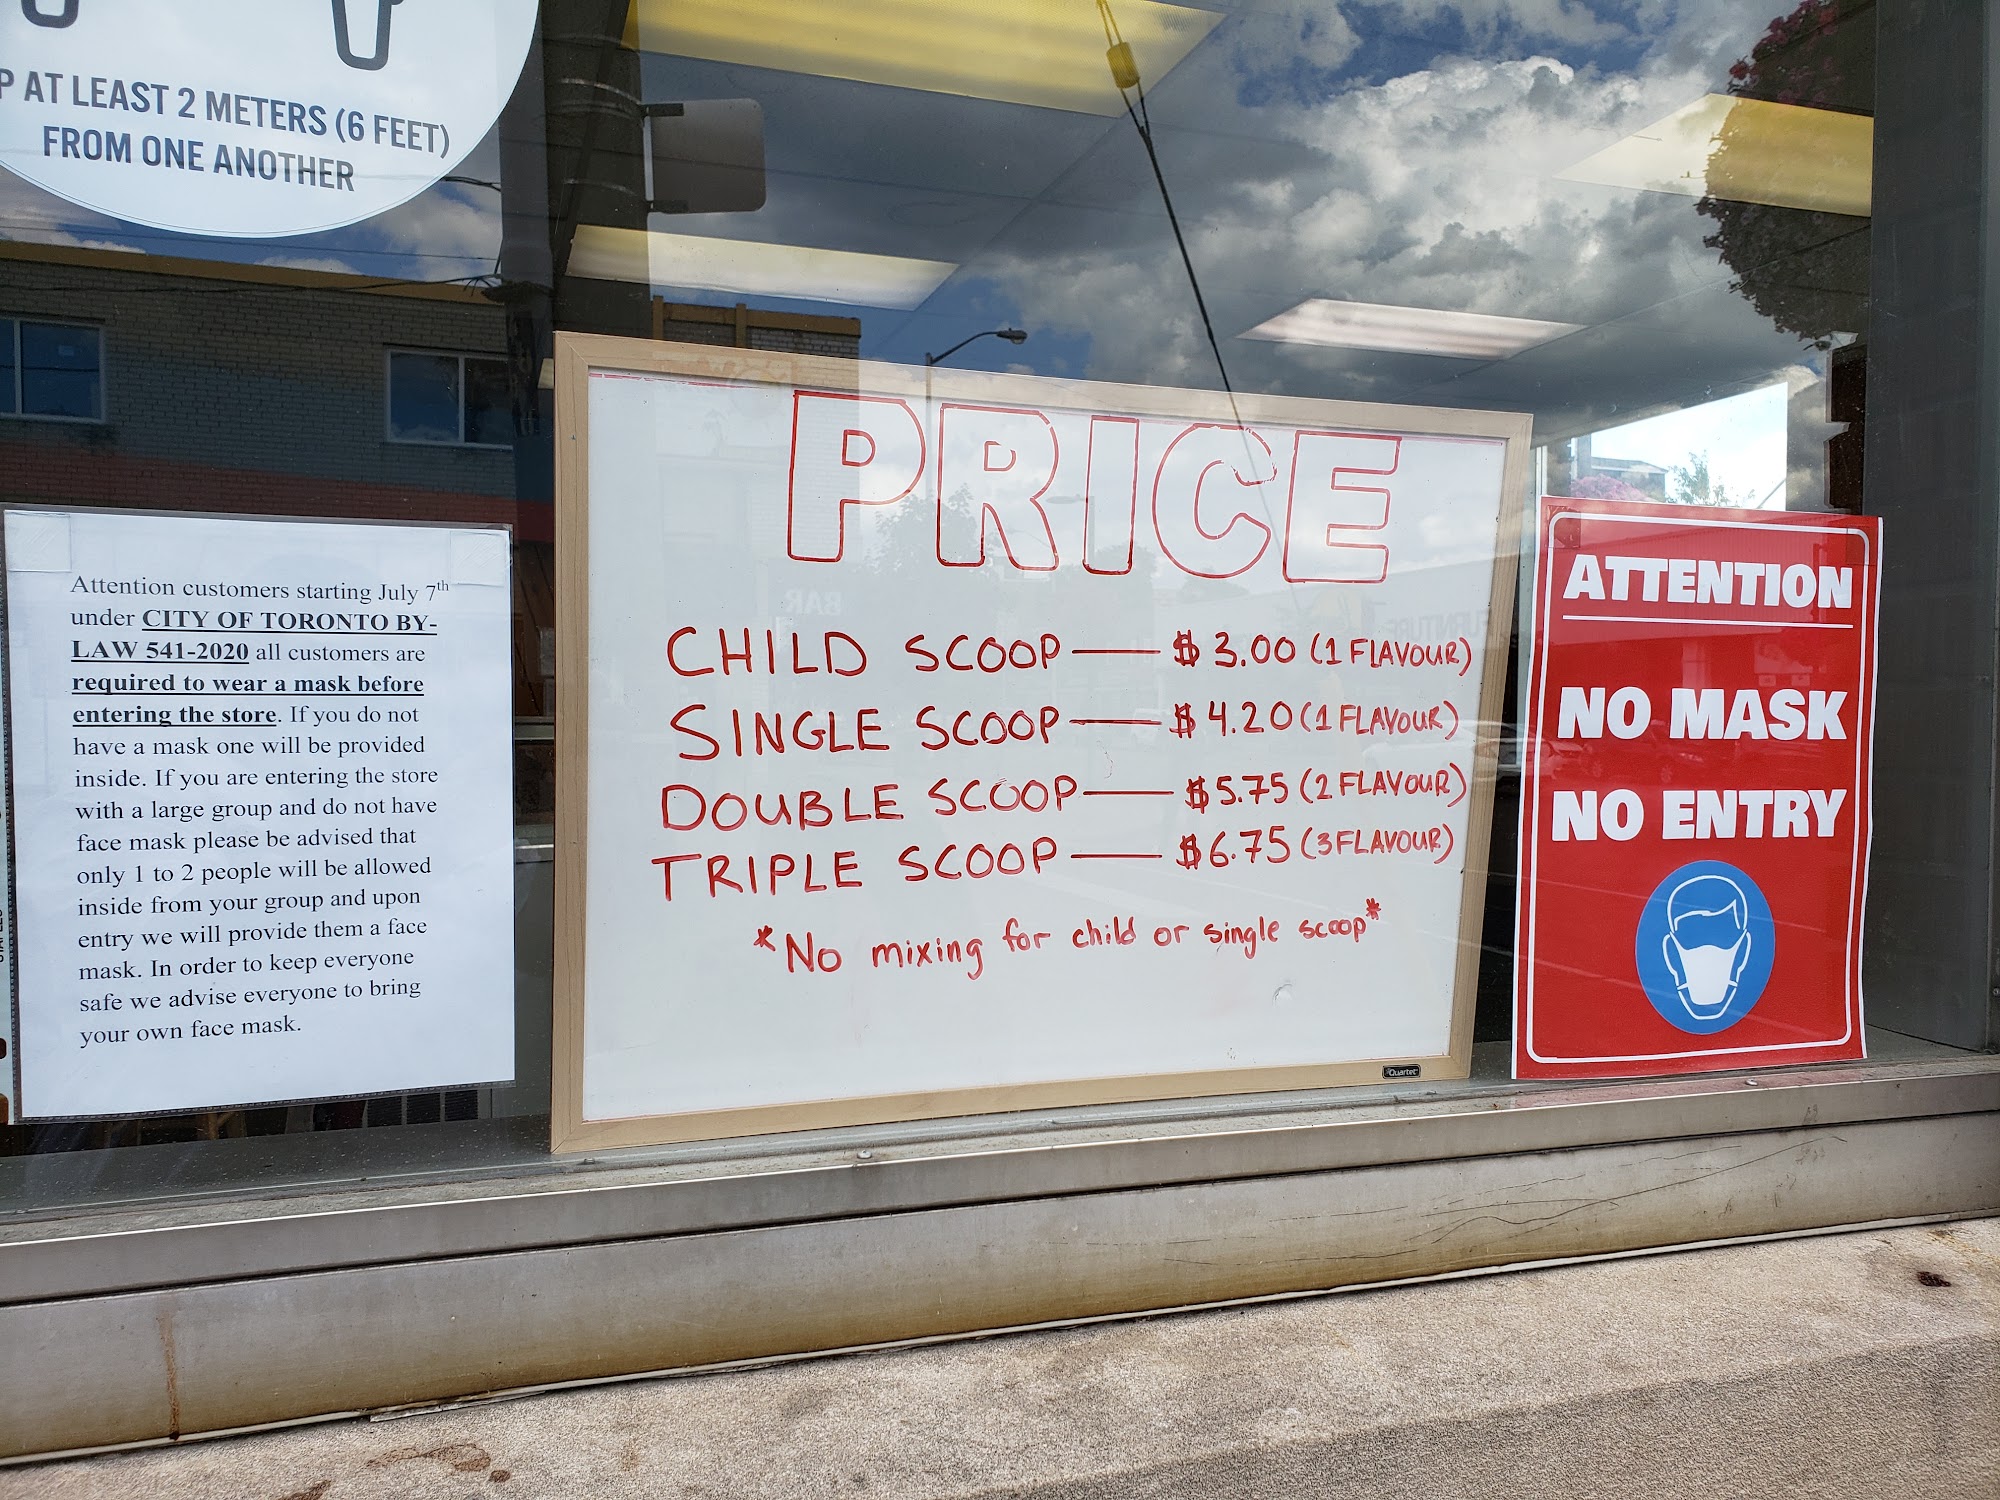 AT LEAST 2 METERS (6 FEET)
FROM ONE ANOTHER
Attention customers starting July 7th
under CITY OF TORONTO BY-
LAW 541-2020 all customers are
required to wear a mask before
entering the store. If you do not
have a mask one will be provided
inside. If you are entering the store
with a large group and do not have
face mask please be advised that
only 1 to 2 people will be allowed
inside from your group and upon
entry we will provide them a face
mask. In order to keep everyone
safe we advise everyone to bring
your own face mask.
PRICE
CHILD SCOOP — $3.00 (1 FLAVOUR)
SINGLE SCOOP — $4.20 (1 FLAVOUR)
DOUBLE SCOOP — $5.75 (2 FLAVOUR)
TRIPLE SCOOP — $6.75 (3 FLAVOUR)
*No mixing for child or single scoop*
Quartet
ATTENTION
NO MASK
NO ENTRY
BAR